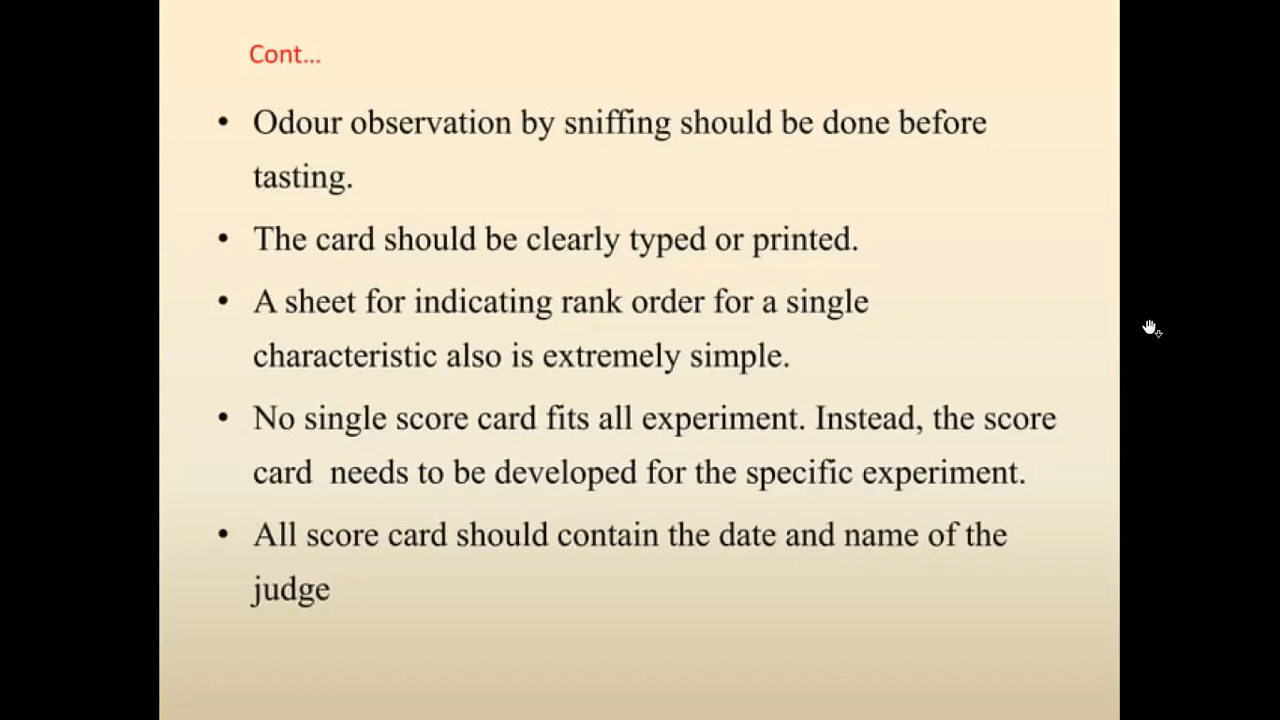 Cont...
• Odour observation by sniffing should be done before
tasting.
• The card should be clearly typed or printed.
• A sheet for indicating rank order for a single
characteristic also is extremely simple.
• No single score card fits all experiment. Instead, the score
card  needs to be developed for the specific experiment.
• All score card should contain the date and name of the
judge